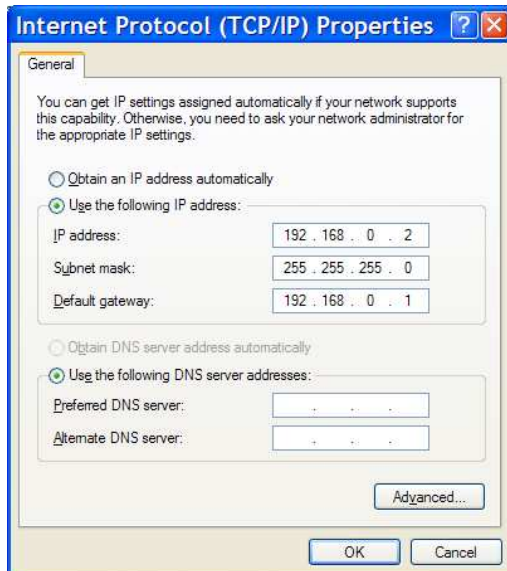 Internet Protocol (TCP/IP) Properties
General
You can get IP settings assigned automatically if your network supports
this capability. Otherwise, you need to ask your network administrator for
the appropriate IP settings.
Obtain an IP address automatically
Use the following IP address:
IP address: 192 . 168 . 0 . 2
Subnet mask: 255 . 255 . 255 . 0
Default gateway: 192 . 168 . 0 . 1
Obtain DNS server address automatically
Use the following DNS server addresses:
Preferred DNS server: . . .
Alternate DNS server: . . .
Advanced...
OK Cancel